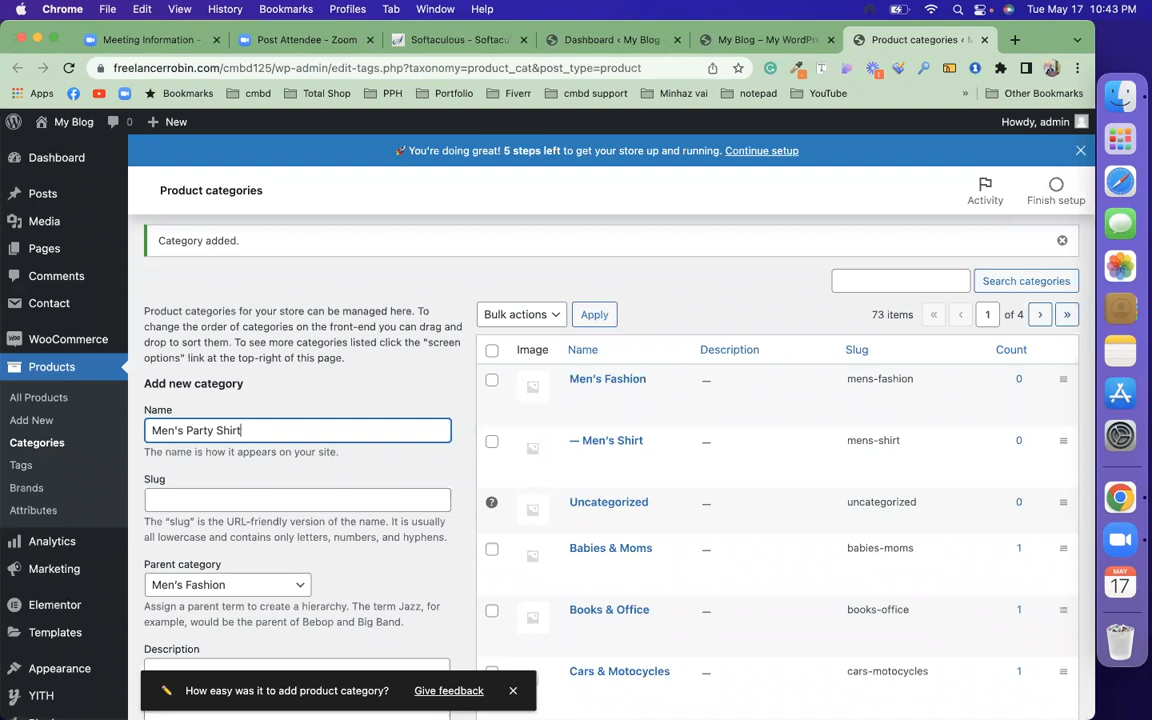 Chrome File Edit View History Bookmarks Profiles Tab Window Help Tue May 17 10:43 PM
Meeting Information - Post Attendee - Zoom Softaculous - Softacu Dashboard ‹ My Blog My Blog – My WordPre Product categories ‹ M
freelancerrobin.com/cmbd125/wp-admin/edit-tags.php?taxonomy=product_cat&post_type=product
Apps Bookmarks cmbd Total Shop PPH Portfolio Fiverr cmbd support Minhaz vai notepad YouTube » Other Bookmarks
My Blog 0 New Howdy, admin
You're doing great! 5 steps left to get your store up and running. Continue setup
Dashboard
Posts
Media
Pages
Comments
Contact
WooCommerce
Products
All Products
Add New
Categories
Tags
Brands
Attributes
Analytics
Marketing
Elementor
Templates
Appearance
YITH
Product categories
Activity
Finish setup
Category added.
Search categories
Product categories for your store can be managed here. To
change the order of categories on the front-end you can drag and
drop to sort them. To see more categories listed click the "screen
options" link at the top-right of this page.
Add new category
Name
Men's Party Shirt
The name is how it appears on your site.
Slug
The “slug” is the URL-friendly version of the name. It is usually
all lowercase and contains only letters, numbers, and hyphens.
Parent category
Men's Fashion
Assign a parent term to create a hierarchy. The term Jazz, for
example, would be the parent of Bebop and Big Band.
Description
Bulk actions Apply 73 items « ‹ 1 of 4 › »
Image Name Description Slug Count
Men's Fashion — mens-fashion 0
— Men's Shirt — mens-shirt 0
Uncategorized — uncategorized 0
Babies & Moms — babies-moms 1
Books & Office — books-office 1
Cars & Motocycles — cars-motocycles 1
How easy was it to add product category? Give feedback
MAY
17